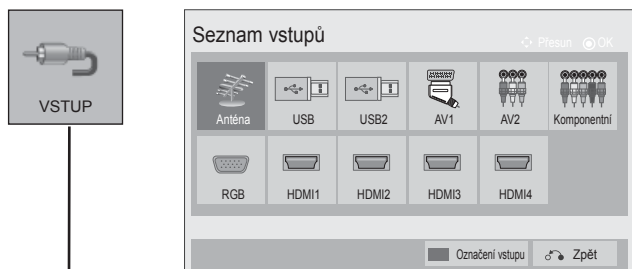 VSTUP
Seznam vstupů
Přesun OK
Anténa USB USB2 AV1 AV2 Komponentní
RGB HDMI1 HDMI2 HDMI3 HDMI4
Označení vstupu Zpět